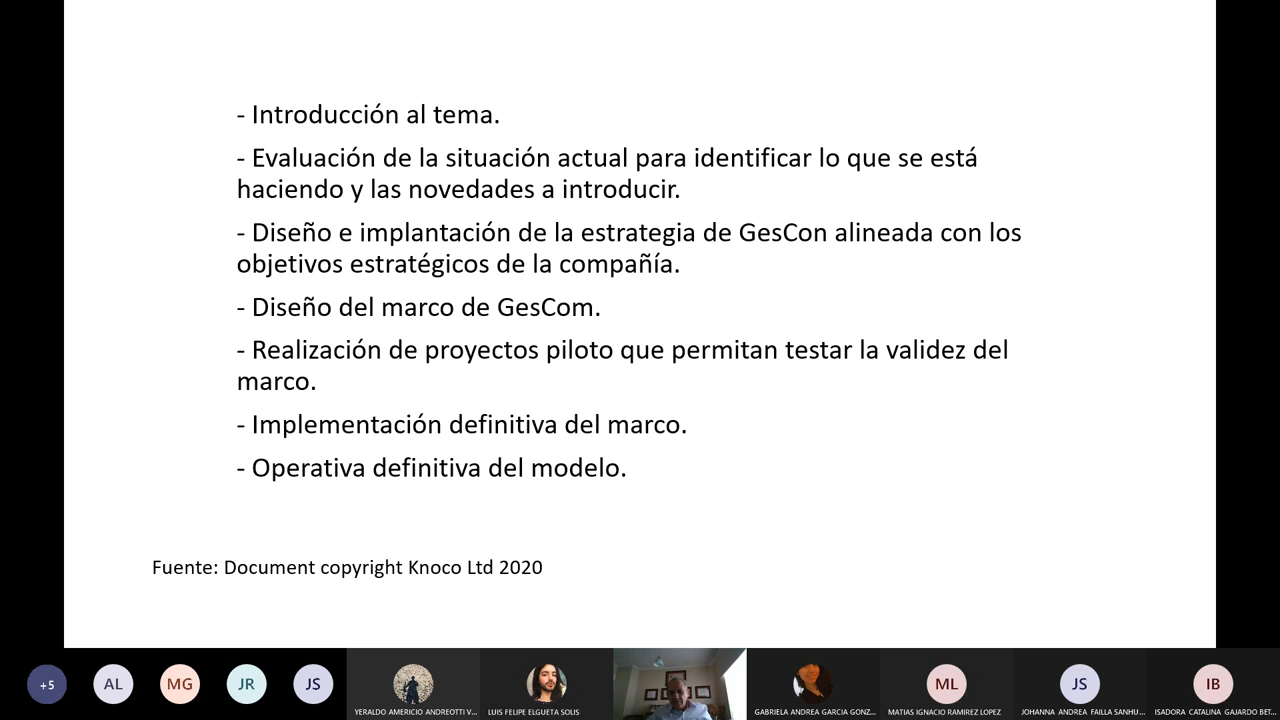 - Introducción al tema.
- Evaluación de la situación actual para identificar lo que se está
haciendo y las novedades a introducir.
- Diseño e implantación de la estrategia de GesCon alineada con los
objetivos estratégicos de la compañía.
- Diseño del marco de GesCom.
- Realización de proyectos piloto que permitan testar la validez del
marco.
- Implementación definitiva del marco.
- Operativa definitiva del modelo.
Fuente: Document copyright Knoco Ltd 2020
+5 AL MG JR JS ML JS IB
YERALDO AMERICIO ANDREOTTI V... LUIS FELIPE ELGUETA SOLIS GABRIELA ANDREA GARCIA GONZ... MATIAS IGNACIO RAMIREZ LOPEZ JOHANNA ANDREA FAILLA SANHU... ISADORA CATALINA GAJARDO BET...